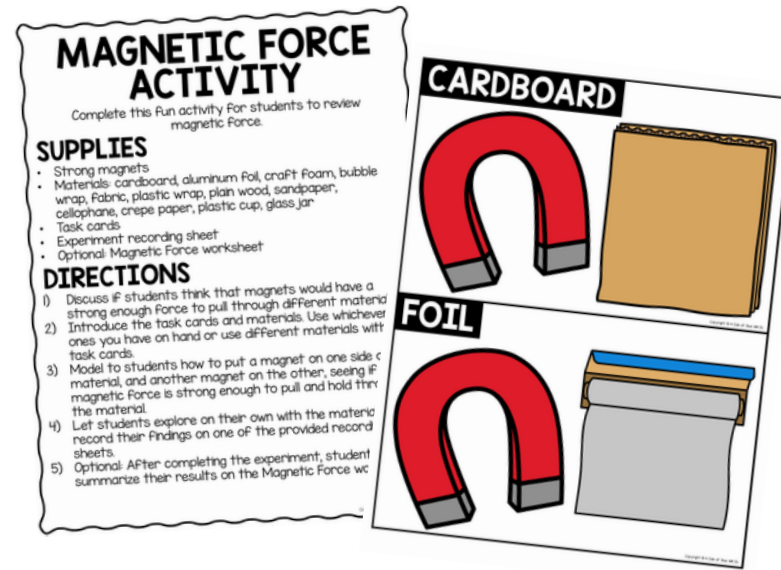 MAGNETIC FORCE
ACTIVITY
Complete this fun activity for students to review
magnetic force.
SUPPLIES
• Strong magnets
• Materials: cardboard, aluminum foil, craft foam, bubble
wrap, fabric, plastic wrap, plain wood, sandpaper,
cellophane, crepe paper, plastic cup, glass jar
• Task cards
• Experiment recording sheet
• Optional: Magnetic Force worksheet
DIRECTIONS
1) Discuss if students think that magnets would have a
strong enough force to pull through different
2) Introduce the task cards and materials. Use whichever
ones you have on hand or use different materials with
task cards.
3) Model to students how to put a magnet on one side
material, and another magnet on the other, seeing if
magnetic force is strong enough to pull and hold
the material.
4) Let students explore on their own with the
record their findings on one of the provided
sheets.
5) Optional: After completing the experiment,
summarize their results on the Magnetic Force
CARDBOARD
FOIL